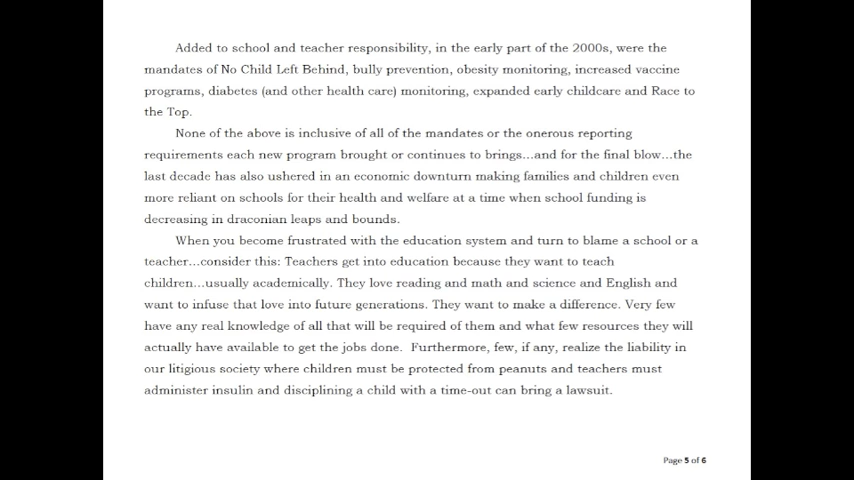 Added to school and teacher responsibility, in the early part of the 2000s, were the
mandates of No Child Left Behind, bully prevention, obesity monitoring, increased vaccine
programs, diabetes (and other health care) monitoring, expanded early childcare and Race to
the Top.
None of the above is inclusive of all of the mandates or the onerous reporting
requirements each new program brought or continues to brings...and for the final blow...the
last decade has also ushered in an economic downturn making families and children even
more reliant on schools for their health and welfare at a time when school funding is
decreasing in draconian leaps and bounds.
When you become frustrated with the education system and turn to blame a school or a
teacher...consider this: Teachers get into education because they want to teach
children...usually academically. They love reading and math and science and English and
want to infuse that love into future generations. They want to make a difference. Very few
have any real knowledge of all that will be required of them and what few resources they will
actually have available to get the jobs done. Furthermore, few, if any, realize the liability in
our litigious society where children must be protected from peanuts and teachers must
administer insulin and disciplining a child with a time-out can bring a lawsuit.
Page 5 of 6